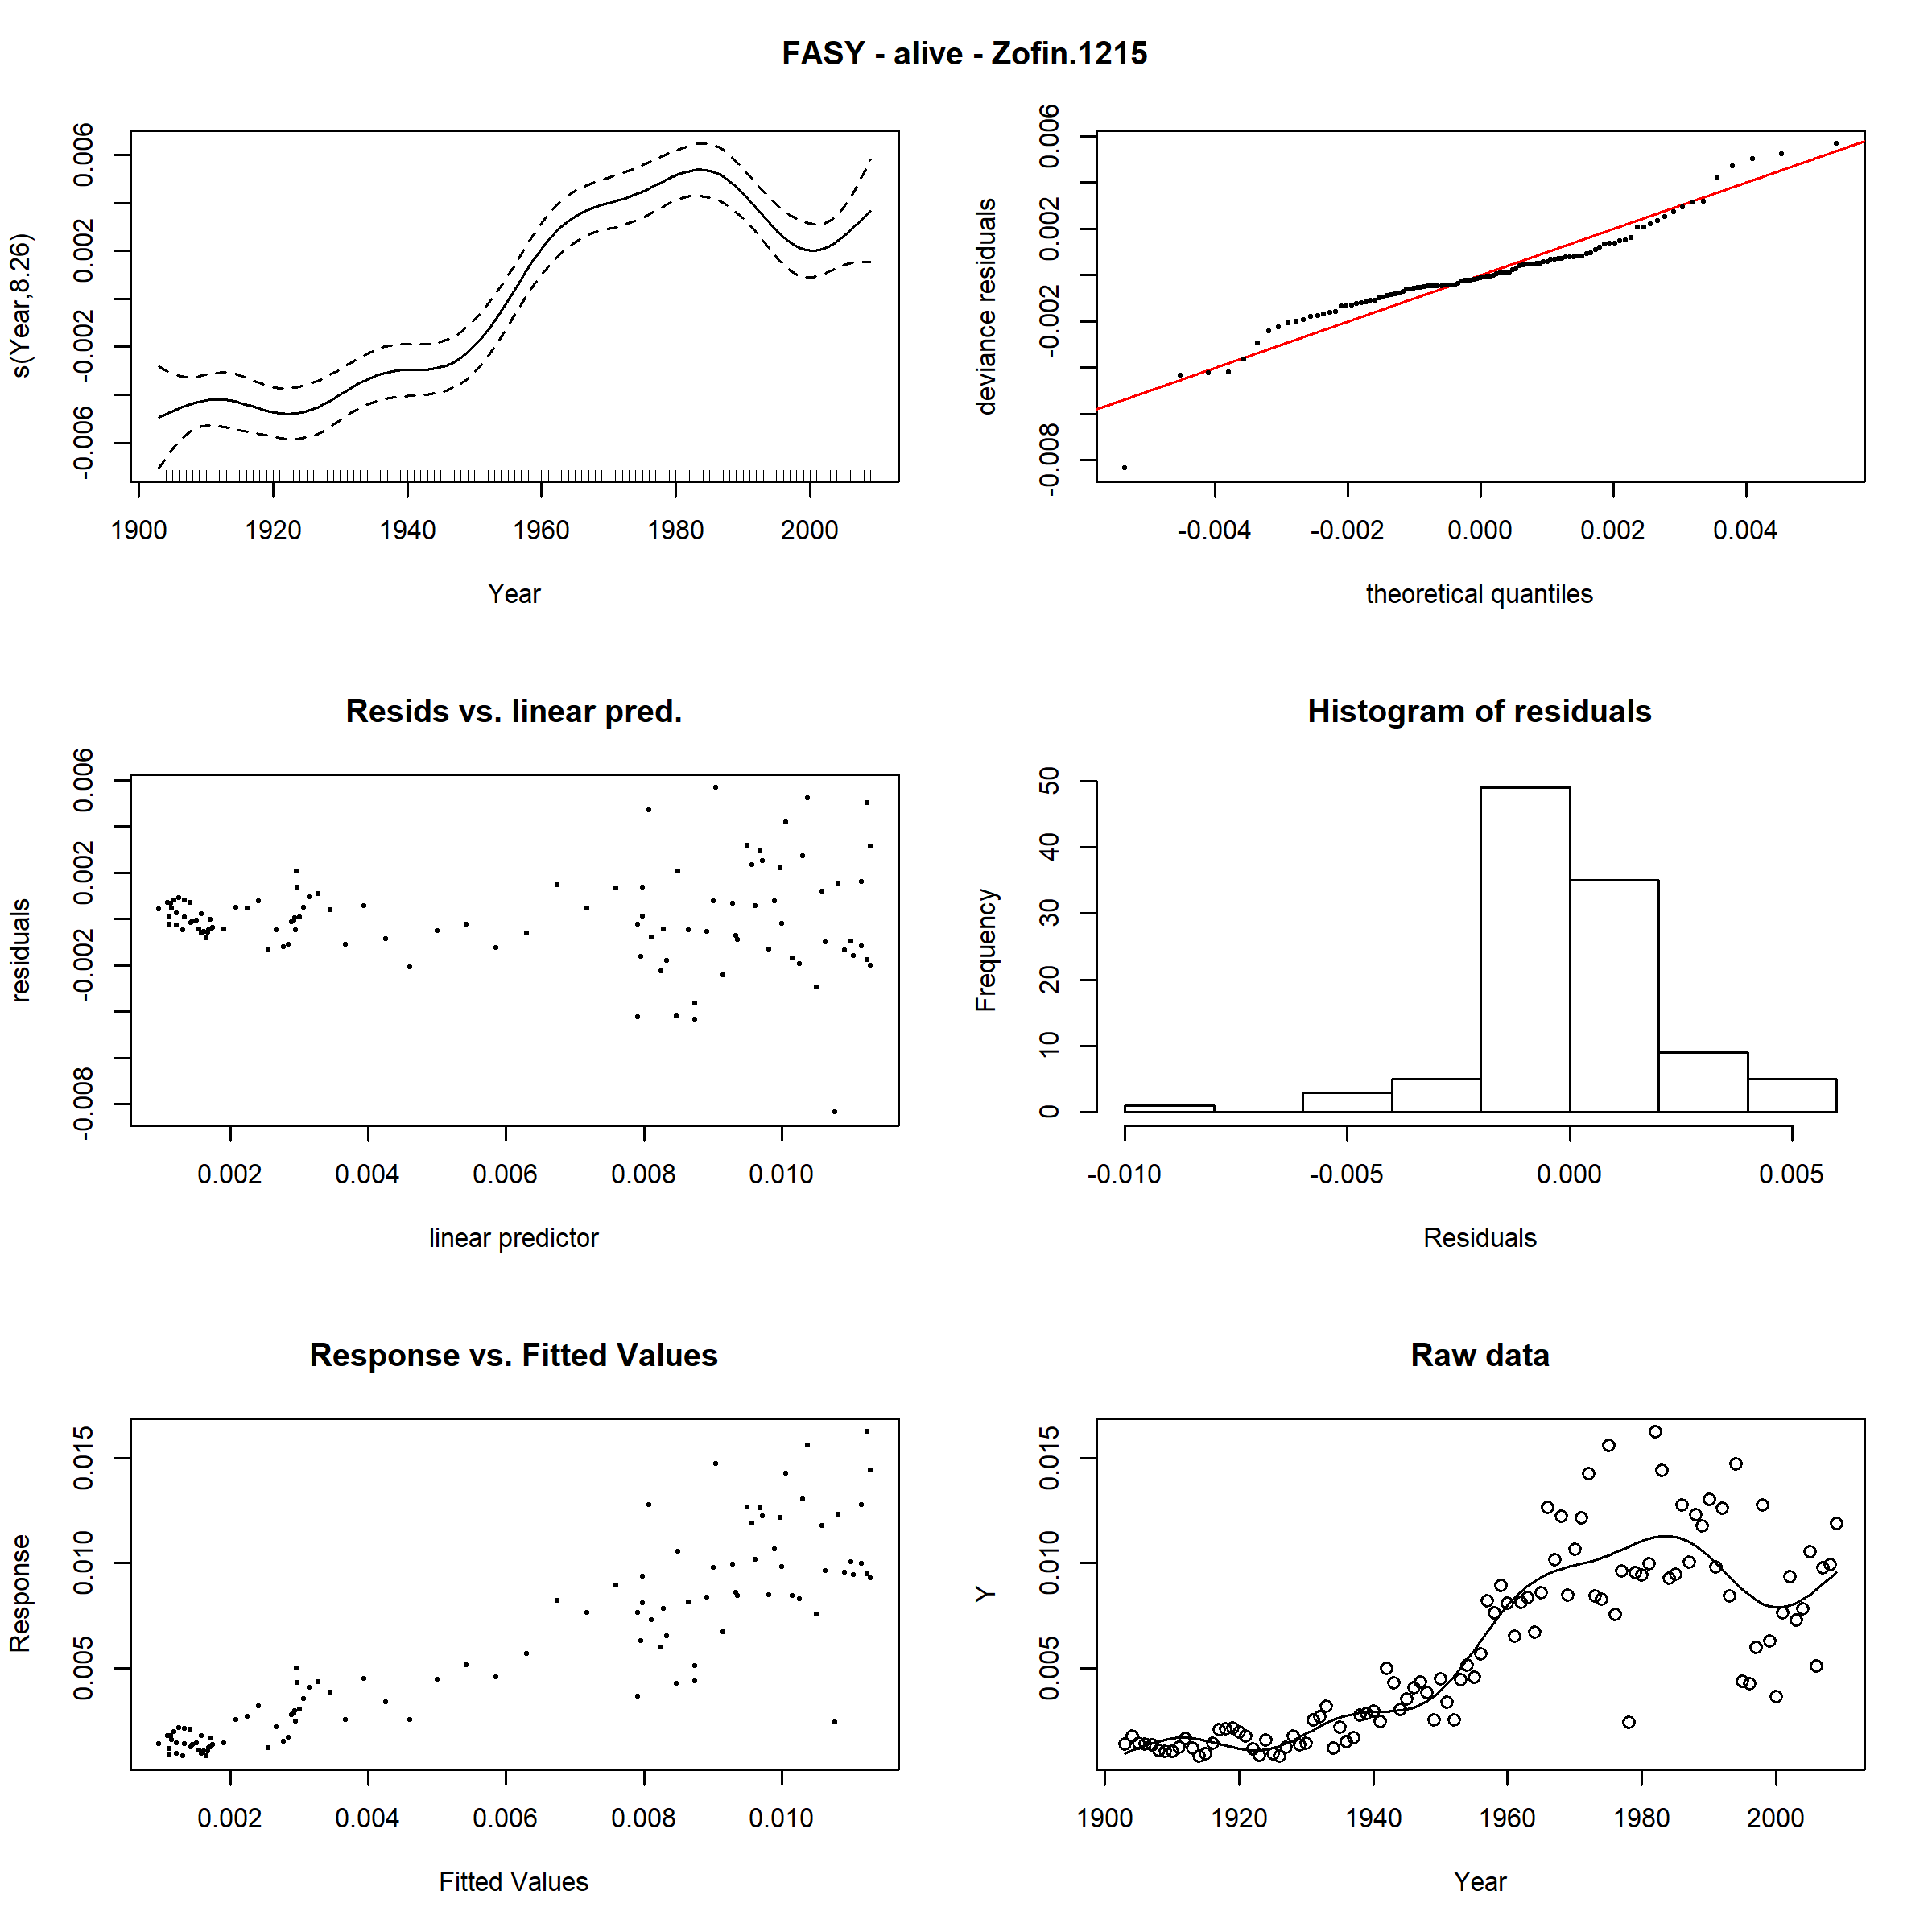 FASY - alive - Zofin.1215
s(Year,8.26)
-0.006 -0.002 0.002 0.006
1900 1920 1940 1960 1980 2000
Year
deviance residuals
-0.008 -0.002 0.002 0.006
-0.004 -0.002 0.000 0.002 0.004
theoretical quantiles
Resids vs. linear pred.
residuals
-0.008 -0.002 0.002 0.006
0.002 0.004 0.006 0.008 0.010
linear predictor
Histogram of residuals
Frequency
0 10 20 30 40 50
-0.010 -0.005 0.000 0.005
Residuals
Response vs. Fitted Values
Response
0.005 0.010 0.015
0.002 0.004 0.006 0.008 0.010
Fitted Values
Raw data
Y
0.005 0.010 0.015
1900 1920 1940 1960 1980 2000
Year